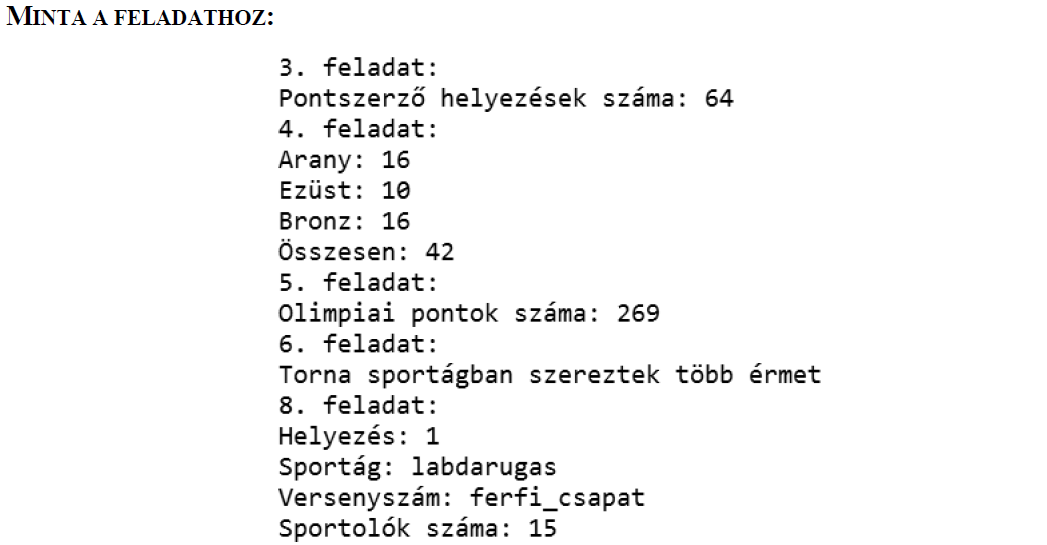 MINTA A FELADATHOZ:
3. feladat:
Pontszerző helyezések száma: 64
4. feladat:
Arany: 16
Ezüst: 10
Bronz: 16
Összesen: 42
5. feladat:
Olimpiai pontok száma: 269
6. feladat:
Torna sportágban szereztek több érmet
8. feladat:
Helyezés: 1
Sportág: labdarugas
Versenyszám: ferfi_csapat
Sportolók száma: 15